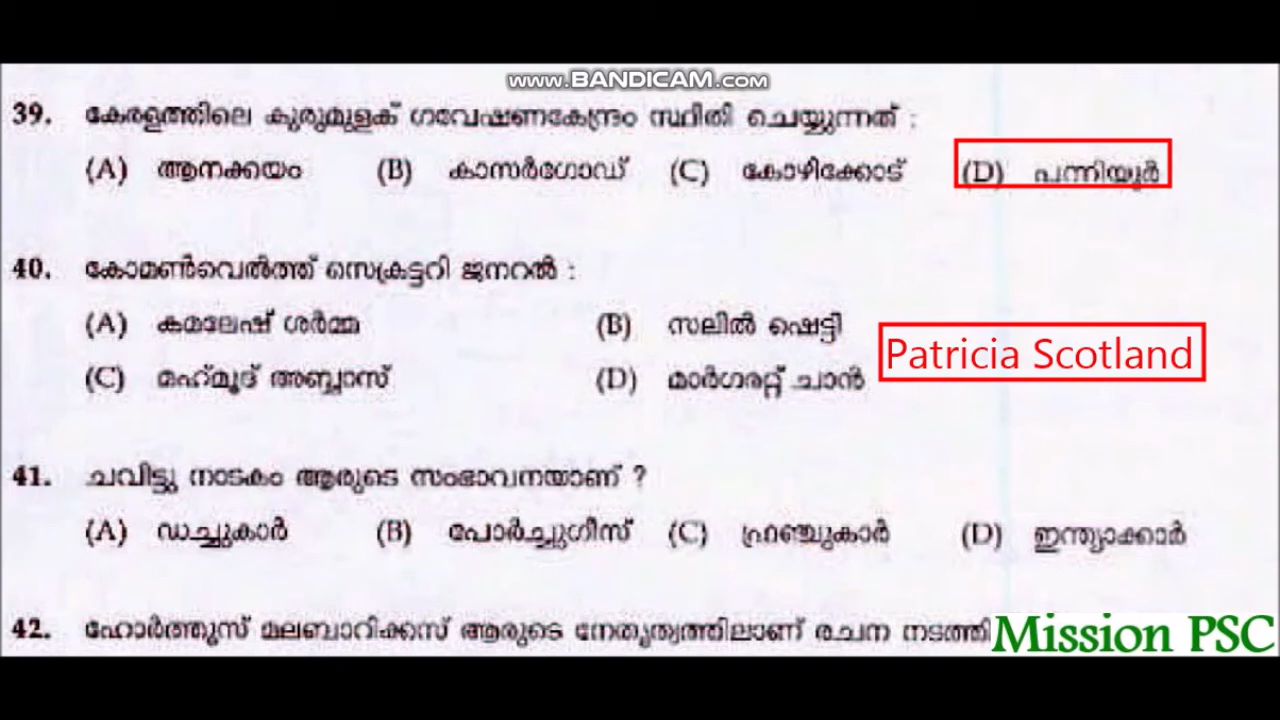 www.BANDICAM.com
39. കേരളത്തിലെ കുരുമുളക് ഗവേഷണകേന്ദ്രം സ്ഥിതി ചെയ്യുന്നത് :
(A) ആനക്കയം (B) കാസർഗോഡ് (C) കോഴിക്കോട് (D) പന്നിയൂർ
40. കോമൺവെൽത്ത് സെക്രട്ടറി ജനറൽ :
(A) കമലേഷ് ശർമ്മ (B) സലിൽ ഷെട്ടി
Patricia Scotland
(C) മഹ്മൂദ് അബ്ബാസ് (D) മാർഗരറ്റ് ചാൻ
41. ചവിട്ടു നാടകം ആരുടെ സംഭാവനയാണ് ?
(A) ഡച്ചുകാർ (B) പോർച്ചുഗീസ് (C) ഫ്രഞ്ചുകാർ (D) ഇന്ത്യാക്കാർ
42. ഹോർത്തൂസ് മലബാറിക്കസ് ആരുടെ നേതൃത്വത്തിലാണ് രചന നടത്തി
Mission PSC